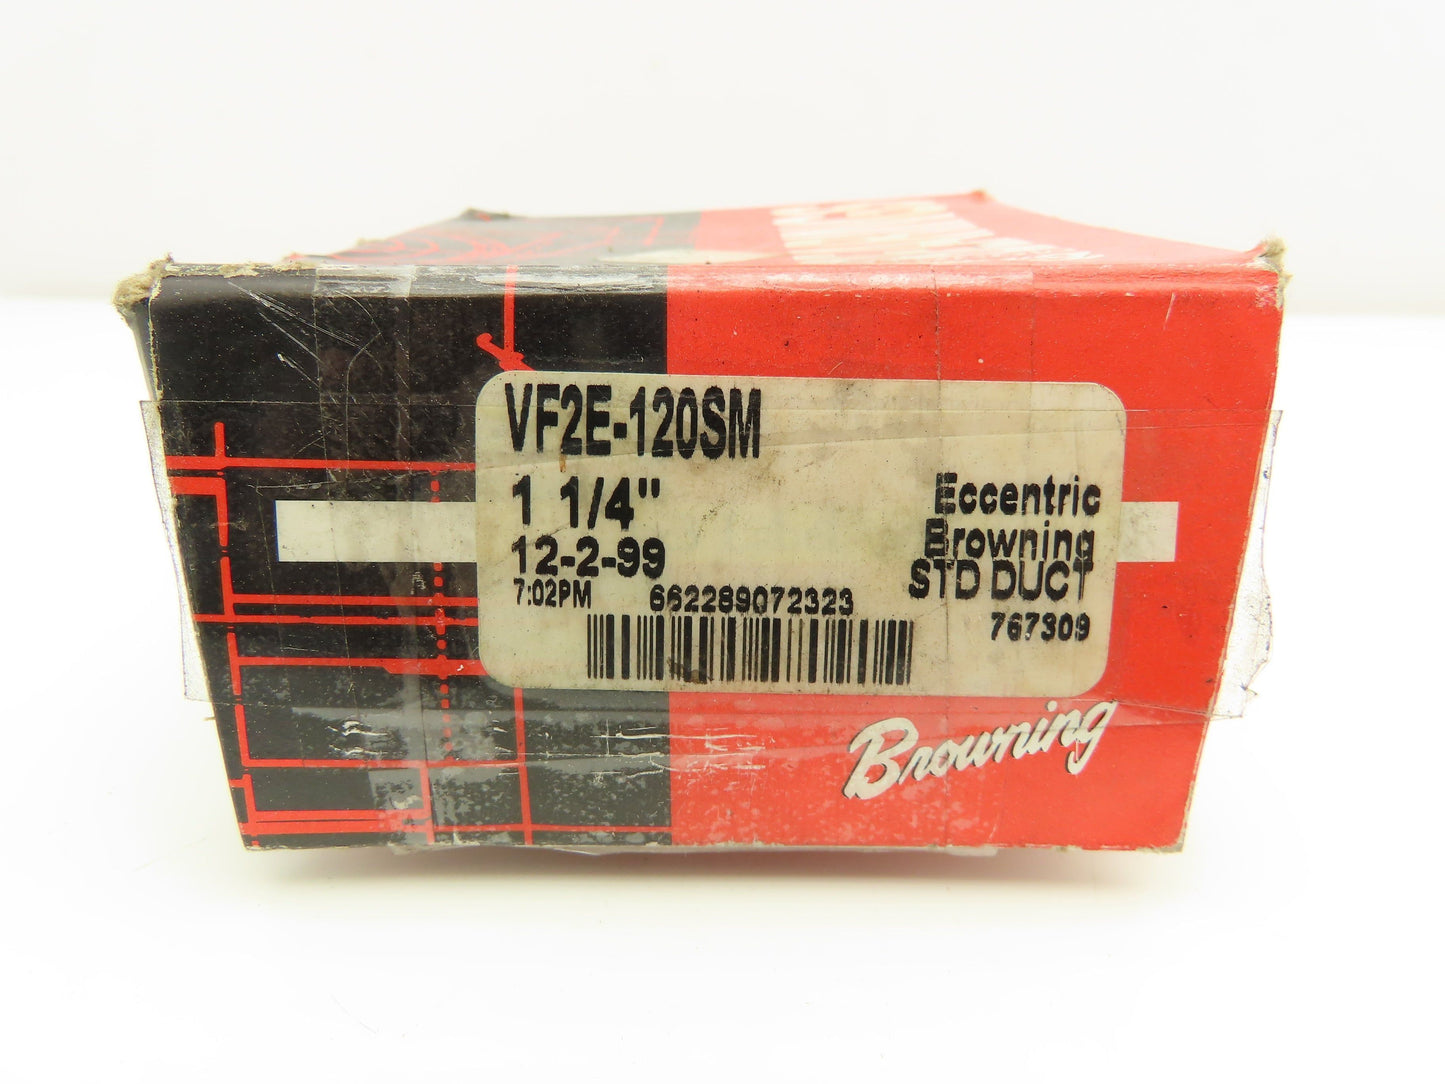 VF2E-120SM
1 1/4"
12-2-99
7:02PM
662289072323
Eccentric
Browning
STD DUCT
767309
Browning